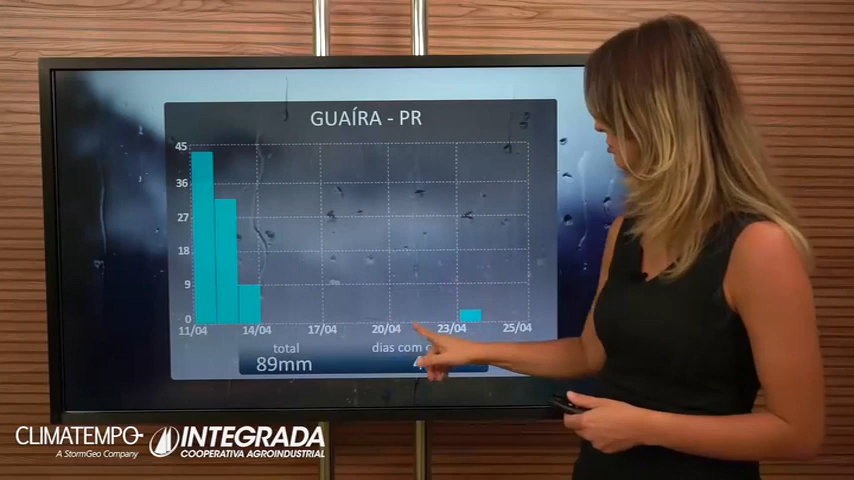 GUAÍRA - PR
45
36
27
18
9
0
11/04 14/04 17/04 20/04 23/04 25/04
total dias com
89mm
CLIMATEMPO
A StormGeo Company
INTEGRADA
COOPERATIVA AGROINDUSTRIAL